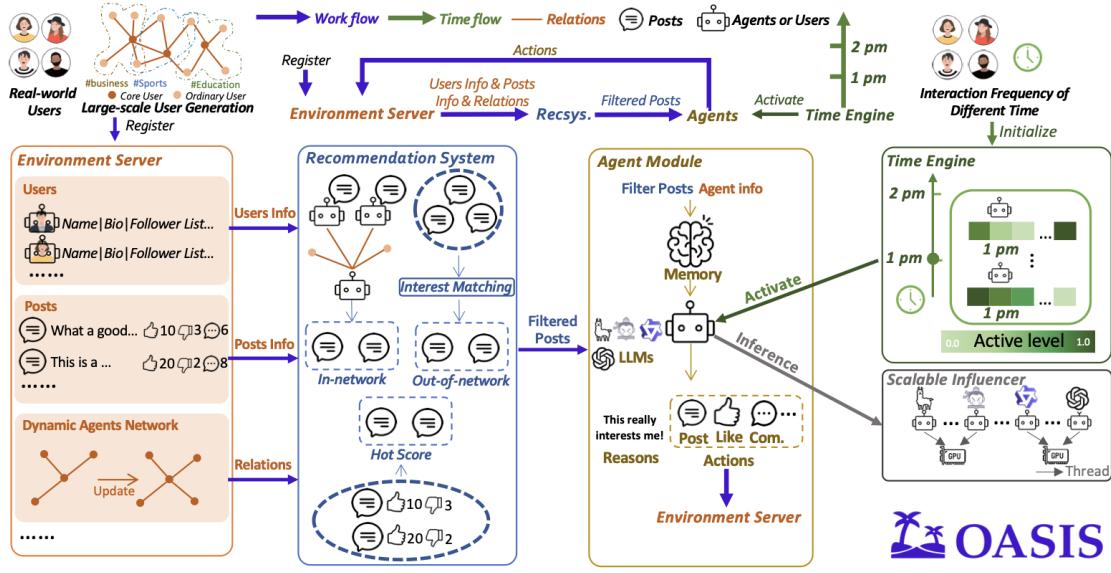 Work flow
Time flow
Relations
Posts
Agents or Users
Real-world
Users
#business
#Sports
#Education
Core User
Ordinary User
Large-scale User Generation
Register
Register
Actions
Users Info & Posts
Info & Relations
Environment Server
Recsys.
Filtered Posts
Agents
Activate
Time Engine
2 pm
1 pm
Interaction Frequency of
Different Time
Initialize
Environment Server
Users
Name|Bio|Follower List...
Name|Bio|Follower List...
......
Posts
What a good... 10 3 6
This is a ... 20 2 8
......
Dynamic Agents Network
Update
......
Users Info
Posts Info
Relations
Recommendation System
Interest Matching
In-network
Out-of-network
Hot Score
10 3
20 2
Filtered
Posts
Agent Module
Filter Posts
Agent info
Memory
LLMs
This really
interests me!
Reasons
Post
Like
Com.
...
Actions
Environment Server
Activate
Inference
Time Engine
2 pm
1 pm
...
1 pm
...
1 pm
0.0
Active level
1.0
Scalable Influencer
... ... ...
GPU
GPU
Thread
OASIS